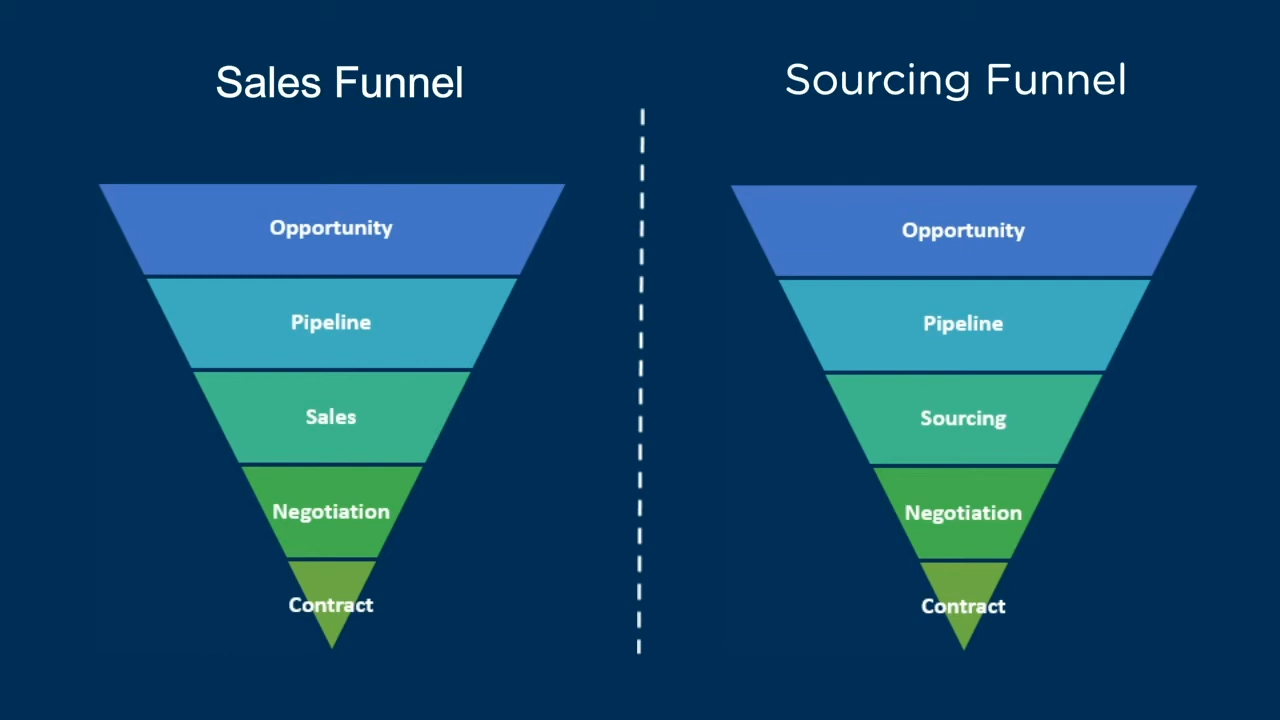 Sales Funnel
Opportunity
Pipeline
Sales
Negotiation
Contract
Sourcing Funnel
Opportunity
Pipeline
Sourcing
Negotiation
Contract